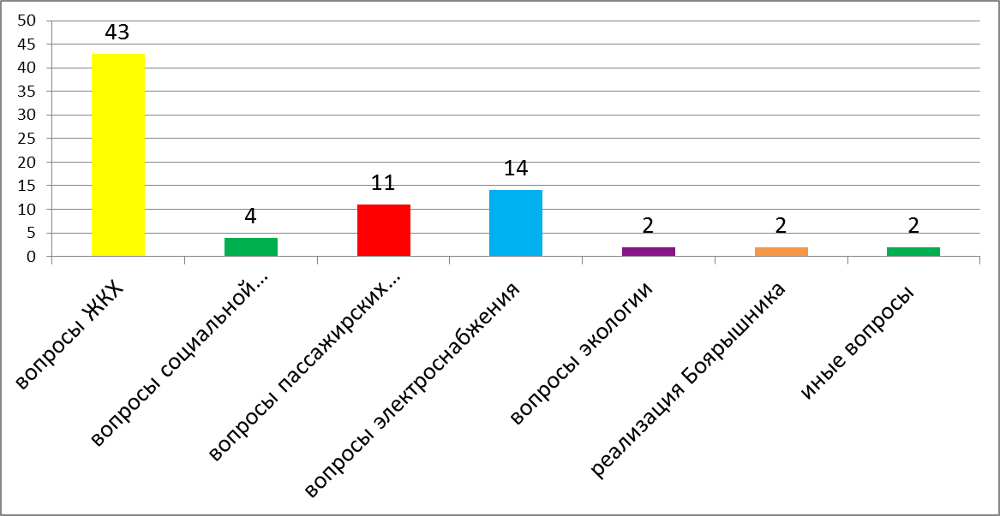 50
45
40
35
30
25
20
15
10
5
0
43
4
11
14
2
2
2
вопросы ЖКХ
вопросы социальной...
вопросы пассажирских...
вопросы электроснабжения
вопросы экологии
реализация Боярышника
иные вопросы